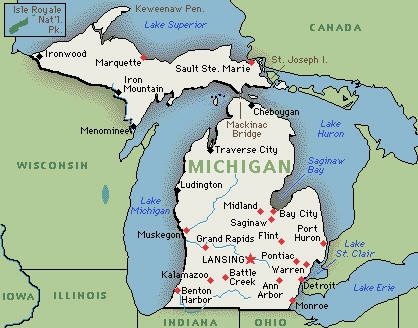 Isle Royale
Nat'l.
Pk.
Keweenaw Pen.
Lake Superior
CANADA
Ironwood
Marquette
Sault Ste. Marie
St. Joseph I.
Iron
Mountain
Cheboygan
Menominee
Mackinac
Bridge
Lake
Huron
Traverse City
WISCONSIN
MICHIGAN
Saginaw
Bay
Ludington
Lake
Michigan
Midland
Bay City
Saginaw
Muskegon
Flint
Port
Huron
Grand Rapids
Lake
St. Clair
LANSING
Pontiac
Warren
Kalamazoo
Battle
Creek
Ann
Arbor
Detroit
Lake Erie
Benton
Harbor
Monroe
IOWA
ILLINOIS
INDIANA
OHIO